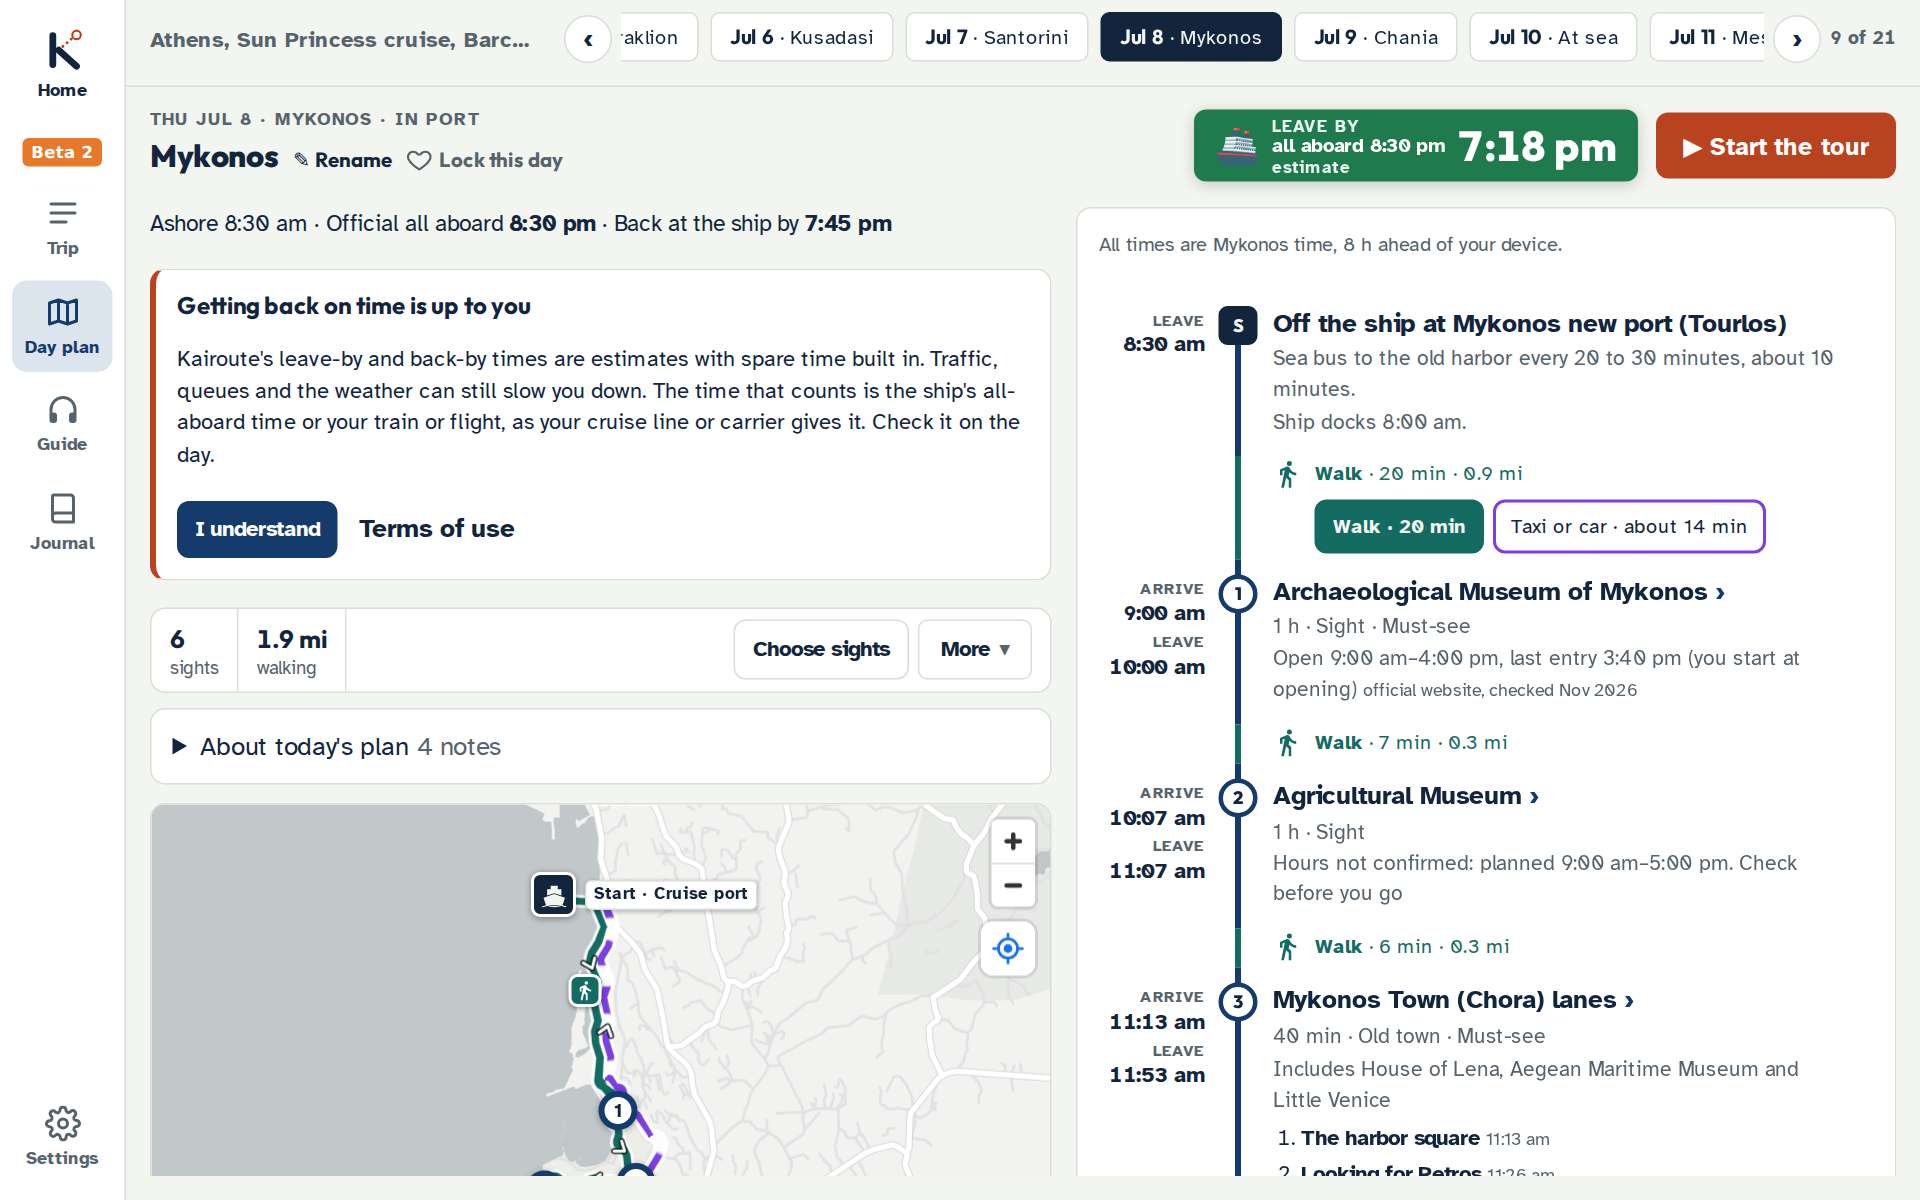 Home
Beta 2
Trip
Day plan
Guide
Journal
Settings
Athens, Sun Princess cruise, Barc...
‹
raklion
Jul 6 · Kusadasi
Jul 7 · Santorini
Jul 8 · Mykonos
Jul 9 · Chania
Jul 10 · At sea
Jul 11 · Mes
›
9 of 21
THU JUL 8 · MYKONOS · IN PORT
Mykonos ✎ Rename Lock this day
LEAVE BY
all aboard 8:30 pm
estimate
7:18 pm
▶ Start the tour
Ashore 8:30 am · Official all aboard 8:30 pm · Back at the ship by 7:45 pm
Getting back on time is up to you
Kairoute's leave-by and back-by times are estimates with spare time built in. Traffic,
queues and the weather can still slow you down. The time that counts is the ship's all-
aboard time or your train or flight, as your cruise line or carrier gives it. Check it on the
day.
I understand
Terms of use
6
sights
1.9 mi
walking
Choose sights
More ▼
▶ About today's plan 4 notes
Start · Cruise port
+
−
1
All times are Mykonos time, 8 h ahead of your device.
LEAVE
8:30 am
S
Off the ship at Mykonos new port (Tourlos)
Sea bus to the old harbor every 20 to 30 minutes, about 10
minutes.
Ship docks 8:00 am.
Walk · 20 min · 0.9 mi
Walk · 20 min
Taxi or car · about 14 min
ARRIVE
9:00 am
LEAVE
10:00 am
1
Archaeological Museum of Mykonos ›
1 h · Sight · Must-see
Open 9:00 am–4:00 pm, last entry 3:40 pm (you start at
opening) official website, checked Nov 2026
Walk · 7 min · 0.3 mi
ARRIVE
10:07 am
LEAVE
11:07 am
2
Agricultural Museum ›
1 h · Sight
Hours not confirmed: planned 9:00 am–5:00 pm. Check
before you go
Walk · 6 min · 0.3 mi
ARRIVE
11:13 am
LEAVE
11:53 am
3
Mykonos Town (Chora) lanes ›
40 min · Old town · Must-see
Includes House of Lena, Aegean Maritime Museum and
Little Venice
1. The harbor square 11:13 am
2. Looking for Petros 11:26 am